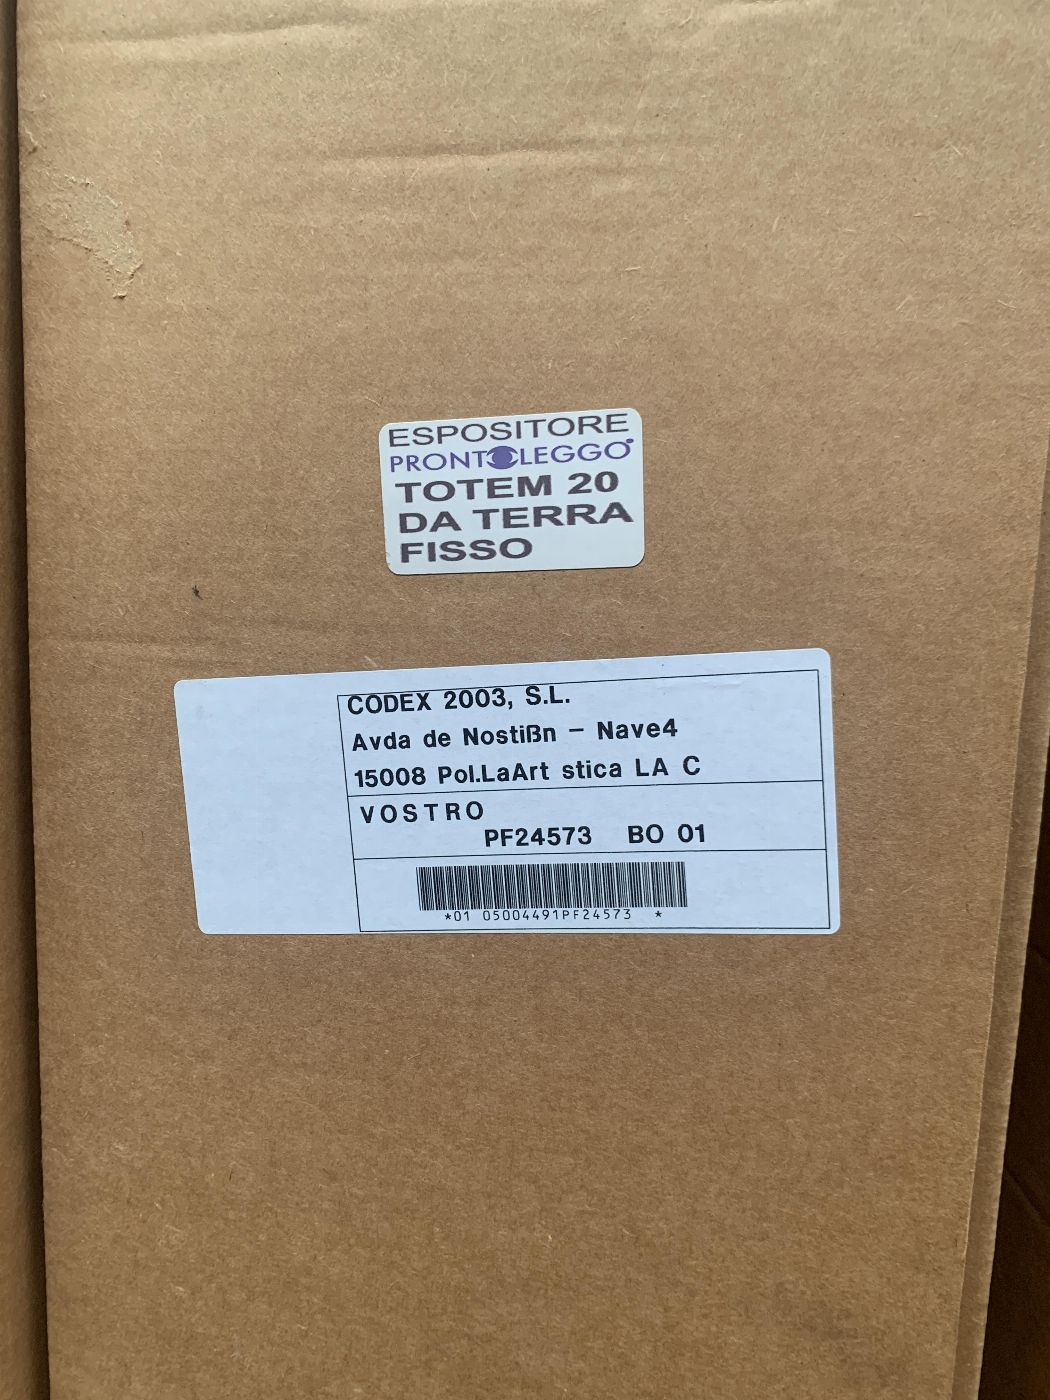 ESPOSITORE
PRONTOLEGGO
TOTEM 20
DA TERRA
FISSO
CODEX 2003, S.L.
Avda de Nostißn - Nave4
15008 Pol.LaArt stica LA C
VOSTRO
PF24573 BO 01
*01 05004491PF24573 *